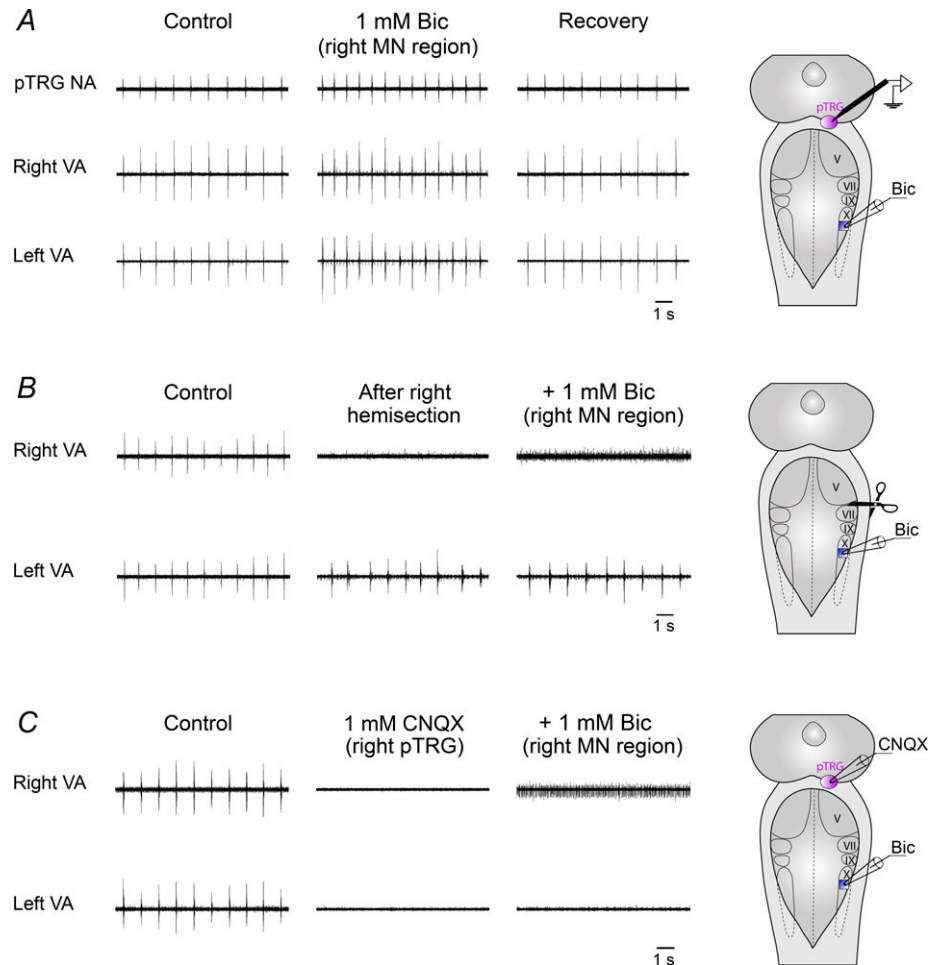 A
Control
1 mM Bic
(right MN region)
Recovery
pTRG NA
Right VA
Left VA
1 s
pTRG
V
VII
IX
X
Bic
B
Control
After right
hemisection
+ 1 mM Bic
(right MN region)
Right VA
Left VA
1 s
V
VII
IX
X
Bic
C
Control
1 mM CNQX
(right pTRG)
+ 1 mM Bic
(right MN region)
Right VA
Left VA
1 s
CNQX
pTRG
V
VII
IX
X
Bic